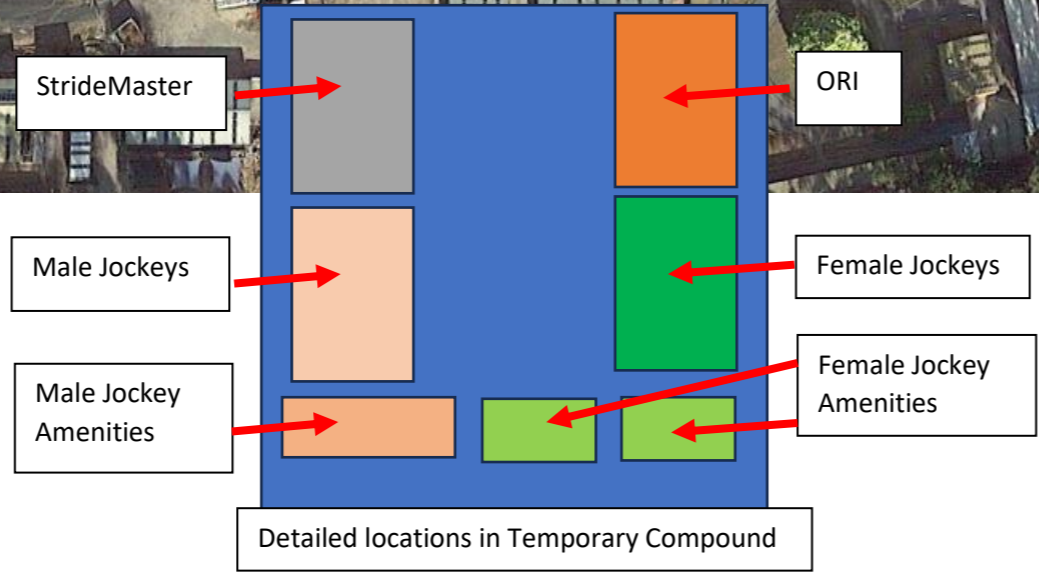 StrideMaster
ORI
Male Jockeys
Female Jockeys
Male Jockey
Amenities
Female Jockey
Amenities
Detailed locations in Temporary Compound